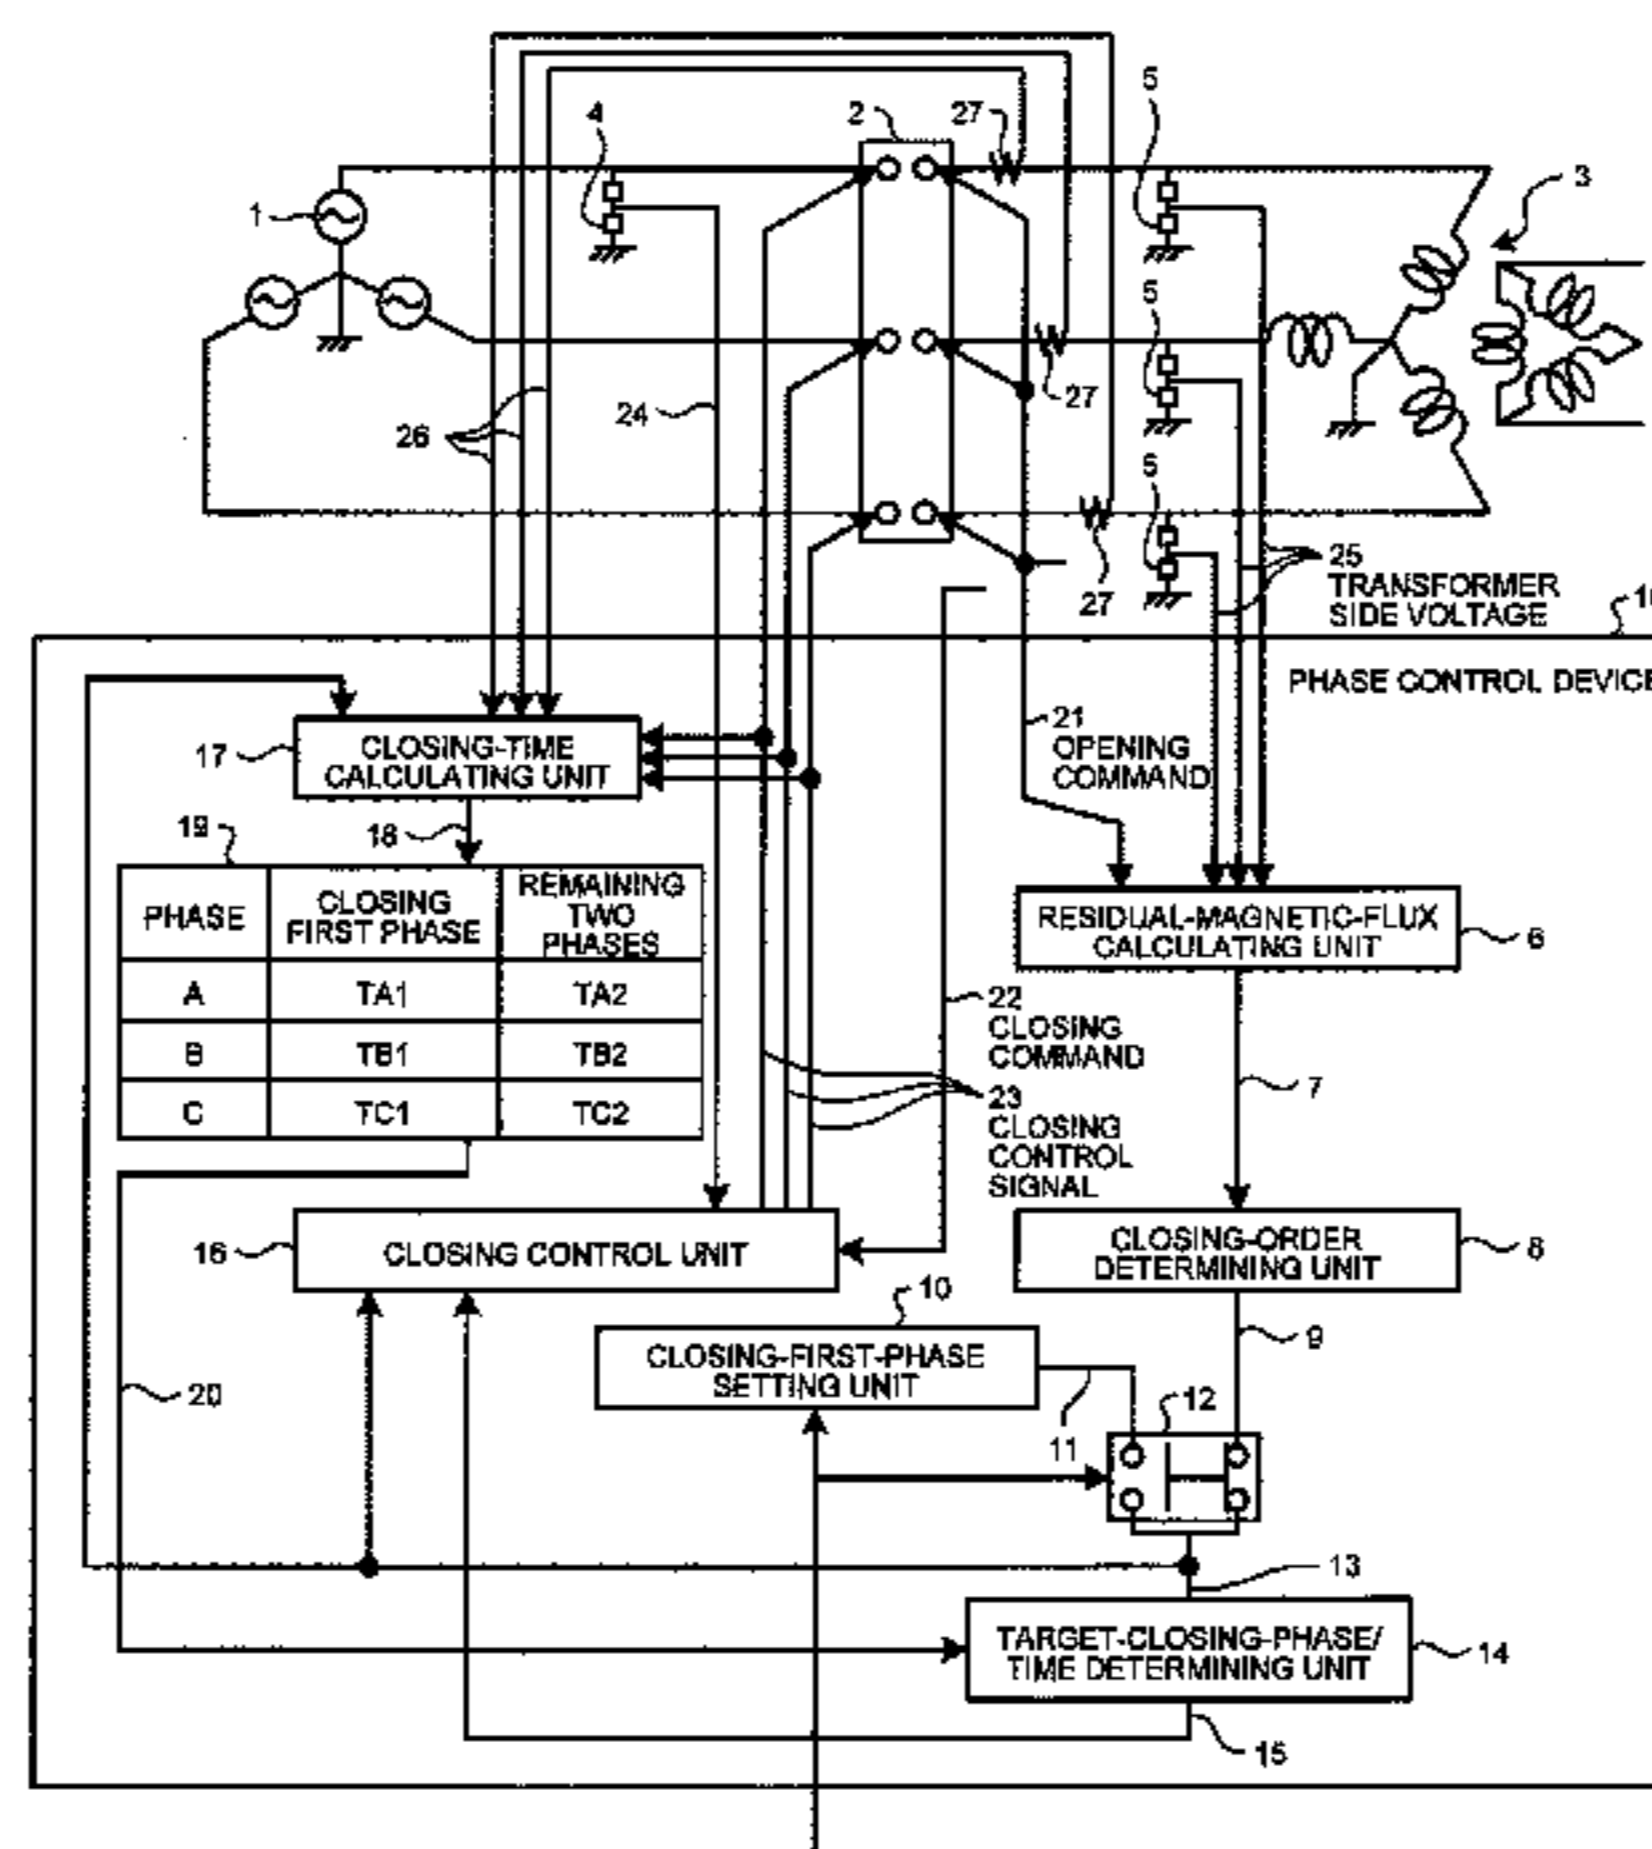 5
4
2
27
3
1
5
24
27
26
5
25
TRANSFORMER
SIDE VOLTAGE
27
PHASE CONTROL DEVICE
21
OPENING
COMMAND
17
CLOSING-TIME
CALCULATING UNIT
19
18
PHASE
CLOSING
FIRST PHASE
REMAINING
TWO
PHASES
A
TA1
TA2
B
TB1
TB2
C
TC1
TC2
RESIDUAL-MAGNETIC-FLUX
CALCULATING UNIT
6
22
CLOSING
COMMAND
7
23
CLOSING
CONTROL
SIGNAL
16
CLOSING CONTROL UNIT
CLOSING-ORDER
DETERMINING UNIT
8
10
CLOSING-FIRST-PHASE
SETTING UNIT
9
20
12
11
13
TARGET-CLOSING-PHASE/
TIME DETERMINING UNIT
14
15